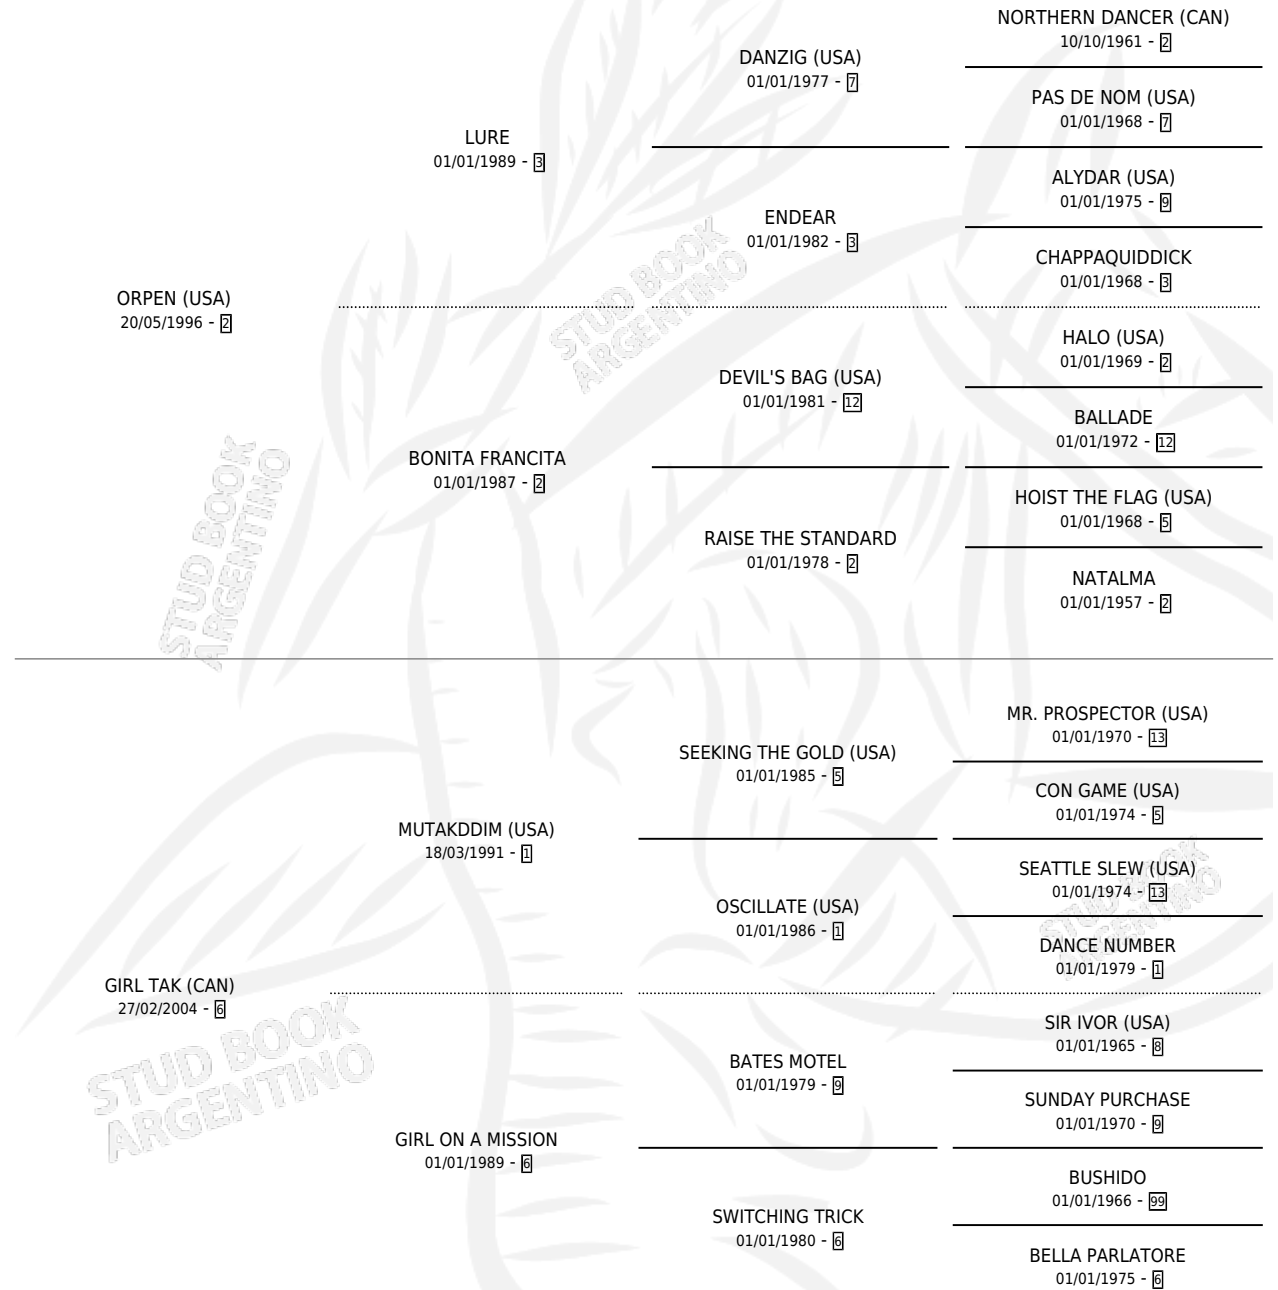 NORTHERN DANCER (CAN)
10/10/1961 - 2
DANZIG (USA)
01/01/1977 - 7
PAS DE NOM (USA)
01/01/1968 - 7
LURE
01/01/1989 - 3
ALYDAR (USA)
01/01/1975 - 9
ENDEAR
01/01/1982 - 3
CHAPPAQUIDDICK
01/01/1968 - 3
ORPEN (USA)
20/05/1996 - 2
HALO (USA)
01/01/1969 - 2
DEVIL'S BAG (USA)
01/01/1981 - 12
BALLADE
01/01/1972 - 12
BONITA FRANCITA
01/01/1987 - 2
HOIST THE FLAG (USA)
01/01/1968 - 5
RAISE THE STANDARD
01/01/1978 - 2
NATALMA
01/01/1957 - 2
MR. PROSPECTOR (USA)
01/01/1970 - 13
SEEKING THE GOLD (USA)
01/01/1985 - 5
CON GAME (USA)
01/01/1974 - 5
MUTAKDDIM (USA)
18/03/1991 - 1
SEATTLE SLEW (USA)
01/01/1974 - 13
OSCILLATE (USA)
01/01/1986 - 1
DANCE NUMBER
01/01/1979 - 1
GIRL TAK (CAN)
27/02/2004 - 6
SIR IVOR (USA)
01/01/1965 - 8
BATES MOTEL
01/01/1979 - 9
SUNDAY PURCHASE
01/01/1970 - 9
GIRL ON A MISSION
01/01/1989 - 6
BUSHIDO
01/01/1966 - 99
SWITCHING TRICK
01/01/1980 - 6
BELLA PARLATORE
01/01/1975 - 6
STUD BOOK
ARGENTINO
STUD BOOK
ARGENTINO
STUD BOOK
ARGENTINO
STUD BOOK
ARGENTINO